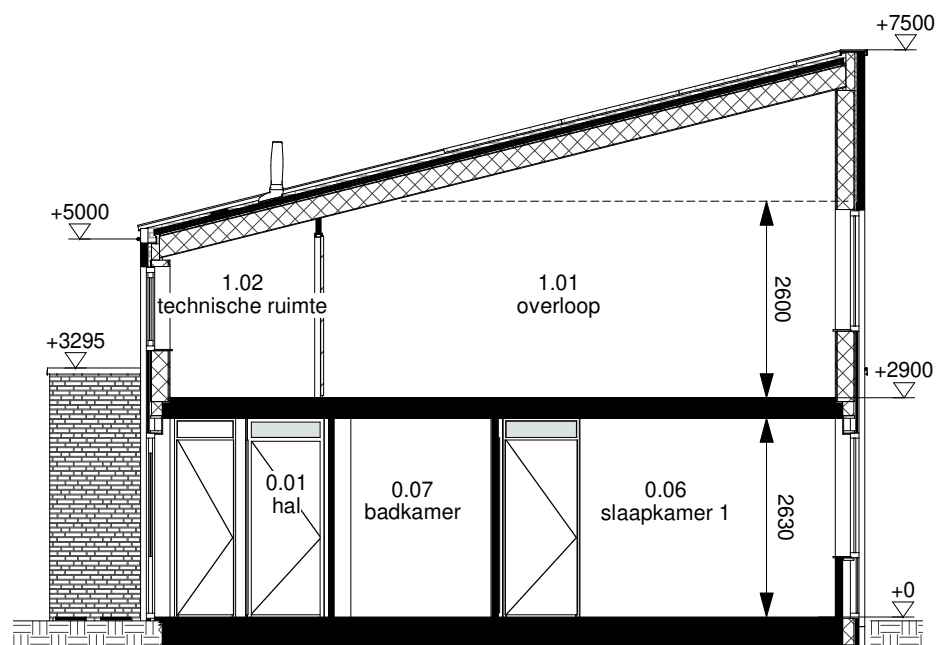 +7500
+5000
1.02
technische ruimte
1.01
overloop
2600
+3295
+2900
0.01
hal
0.07
badkamer
0.06
slaapkamer 1
2630
+0